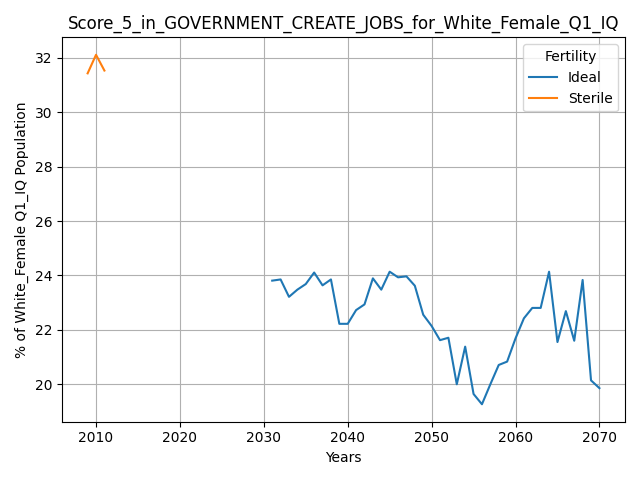 Score_5_in_GOVERNMENT_CREATE_JOBS_for_White_Female_Q1_IQ
Fertility
Ideal
Sterile
% of White_Female Q1_IQ Population
32
30
28
26
24
22
20
2010
2020
2030
2040
2050
2060
2070
Years